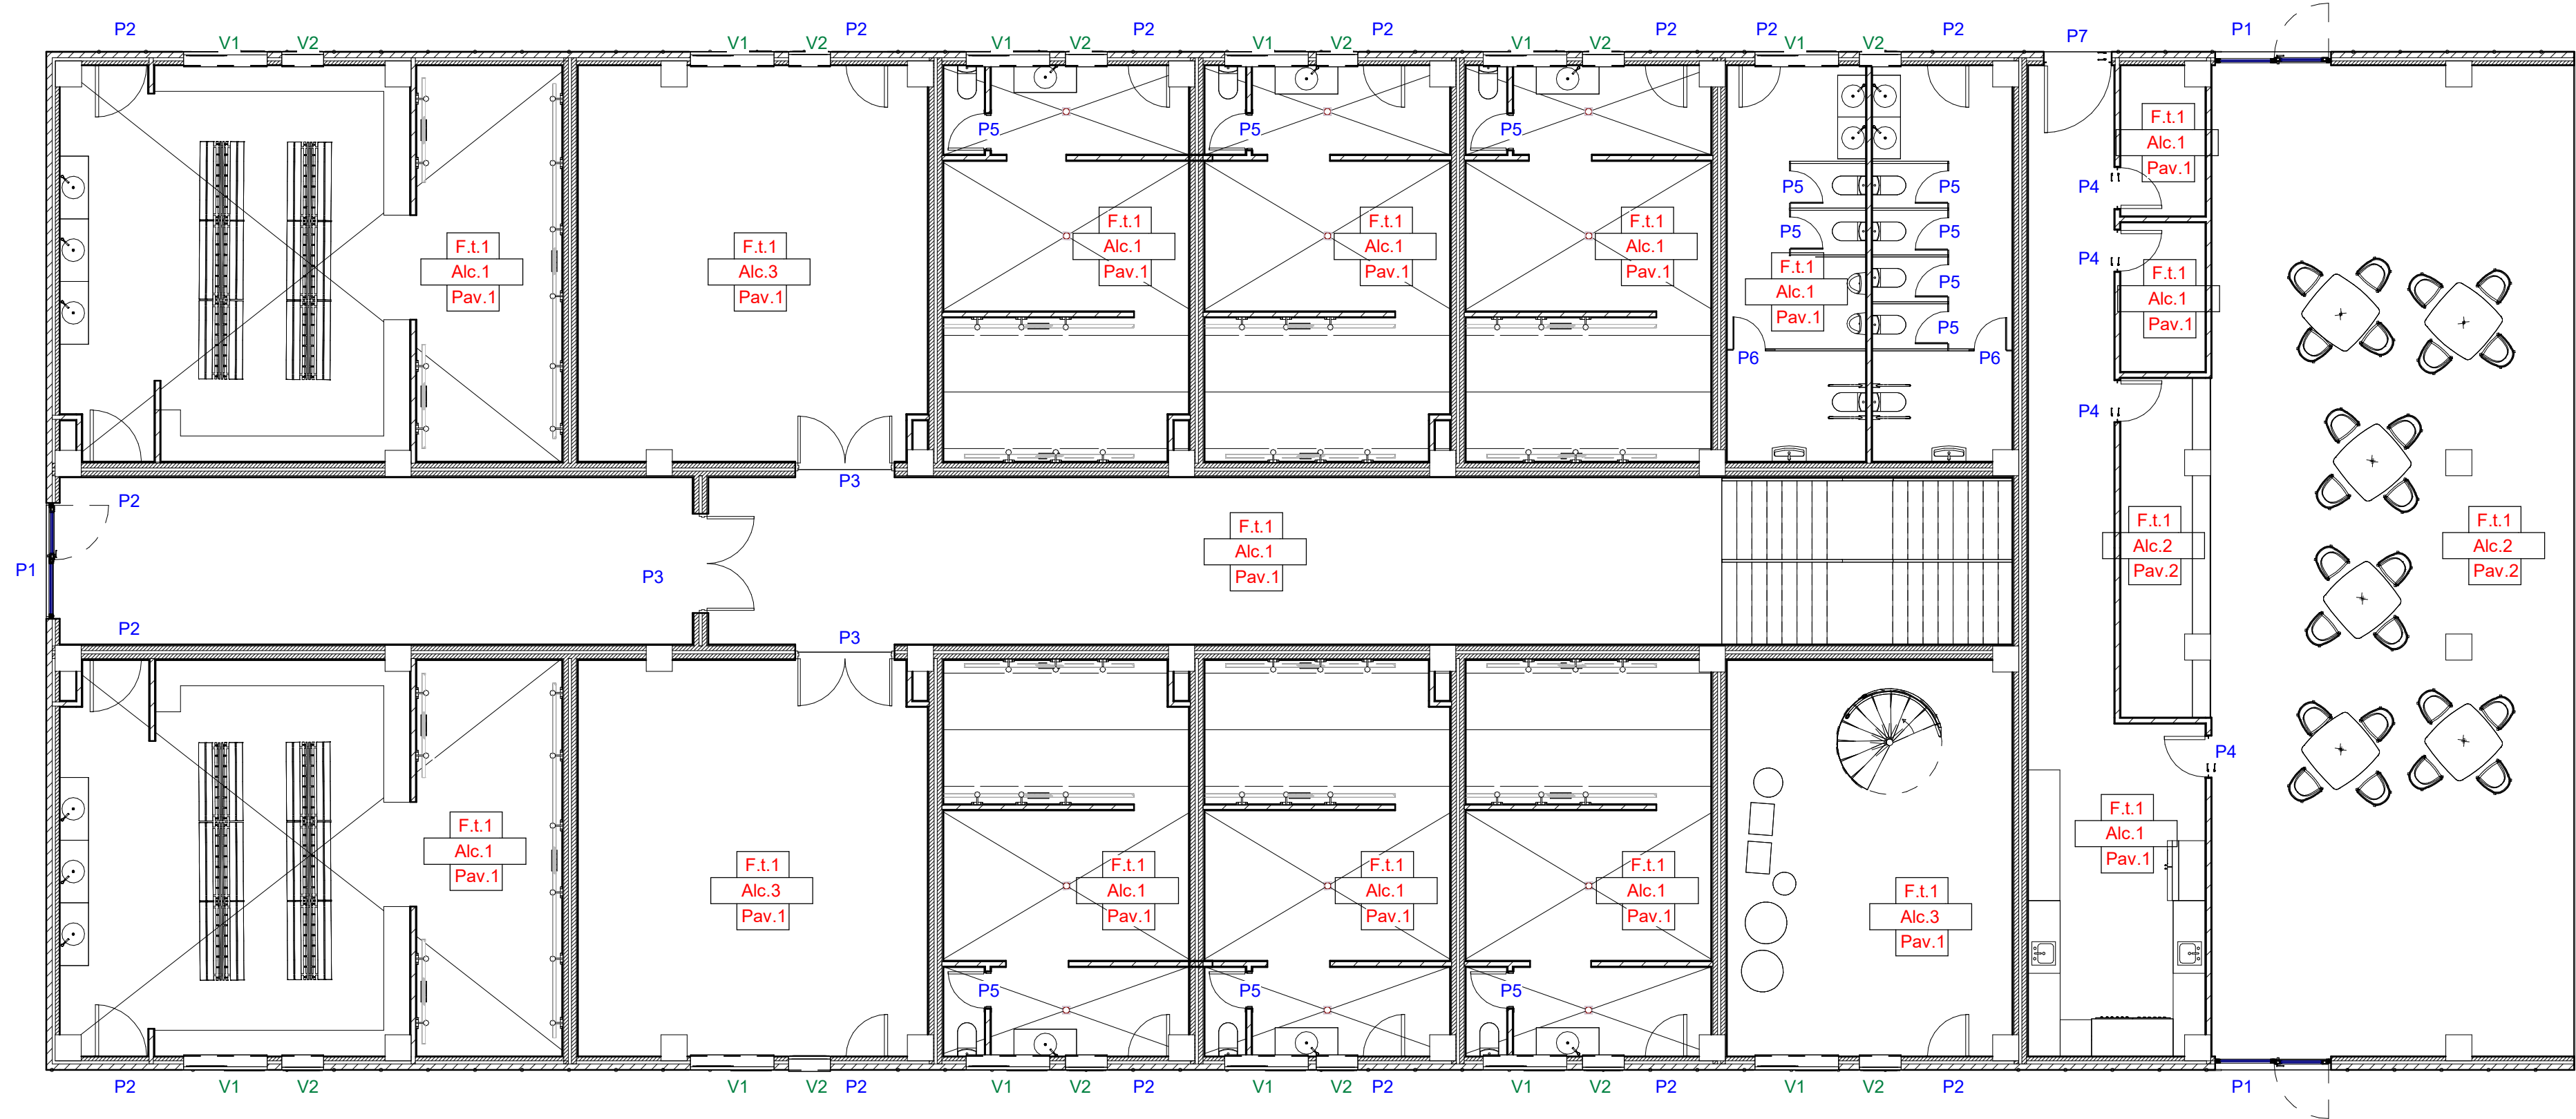 P2 P2 P2 P2 P2 P2 P2 P7 P1
V1 V2 V1 V2 V1 V2 V1 V2 V1 V2 V1 V2
F.t.1
Alc.1
Pav.1
P5 P5 P5
P5 P5 P4
P5 P5
F.t.1 F.t.1 F.t.1
Alc.1 Alc.1 Alc.1
Pav.1 Pav.1 Pav.1
F.t.1 F.t.1
Alc.1 Alc.3
Pav.1 Pav.1
F.t.1
Alc.1
Pav.1
P4
F.t.1
Alc.1
Pav.1
P5
P5
P6 P6
P4
P3
P2
F.t.1
Alc.1
Pav.1
F.t.1 F.t.1
Alc.2 Alc.2
Pav.2 Pav.2
P1 P3
P2 P3
P4
F.t.1
Alc.1
Pav.1
F.t.1
Alc.1
Pav.1
F.t.1 F.t.1 F.t.1 F.t.1
Alc.3 Alc.1 Alc.1 Alc.1
Pav.1 Pav.1 Pav.1 Pav.1
F.t.1
Alc.3
Pav.1
P5 P5 P5
P2 V1 V2 V1 V2 P2 V1 V2 P2 V1 V2 P2 V1 V2 P2 V1 V2 P2 P1